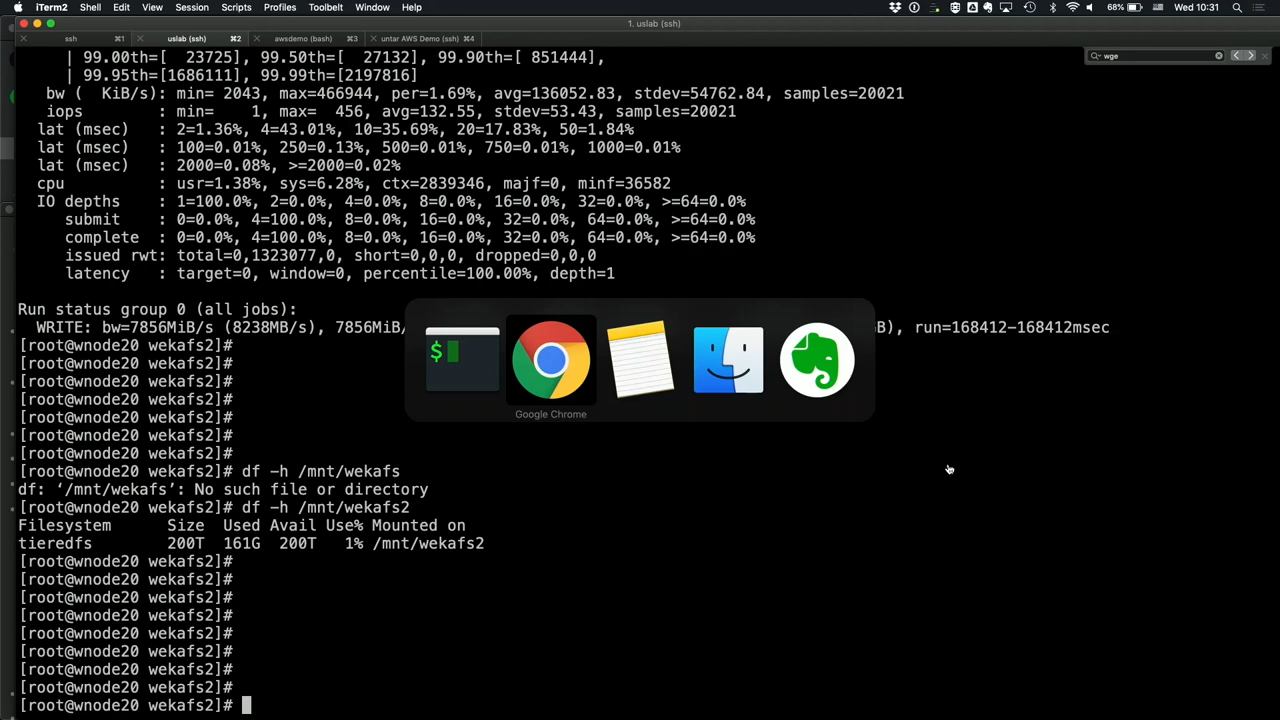 iTerm2 Shell Edit View Session Scripts Profiles Toolbelt Window Help 68% Wed 10:31
1. uslab (ssh)
ssh ⌘1 uslab (ssh) ⌘2 awsdemo (bash) ⌘3 untar AWS Demo (ssh) ⌘4
wge
| 99.00th=[ 23725], 99.50th=[ 27132], 99.90th=[ 851444],
| 99.95th=[1686111], 99.99th=[2197816]
bw ( KiB/s): min= 2043, max=466944, per=1.69%, avg=136052.83, stdev=54762.84, samples=20021
iops : min= 1, max= 456, avg=132.55, stdev=53.43, samples=20021
lat (msec) : 2=1.36%, 4=43.01%, 10=35.69%, 20=17.83%, 50=1.84%
lat (msec) : 100=0.01%, 250=0.13%, 500=0.01%, 750=0.01%, 1000=0.01%
lat (msec) : 2000=0.08%, >=2000=0.02%
cpu : usr=1.38%, sys=6.28%, ctx=2839346, majf=0, minf=36582
IO depths : 1=100.0%, 2=0.0%, 4=0.0%, 8=0.0%, 16=0.0%, 32=0.0%, >=64=0.0%
submit : 0=0.0%, 4=100.0%, 8=0.0%, 16=0.0%, 32=0.0%, 64=0.0%, >=64=0.0%
complete : 0=0.0%, 4=100.0%, 8=0.0%, 16=0.0%, 32=0.0%, 64=0.0%, >=64=0.0%
issued rwt: total=0,1323077,0, short=0,0,0, dropped=0,0,0
latency : target=0, window=0, percentile=100.00%, depth=1
Run status group 0 (all jobs):
WRITE: bw=7856MiB/s (8238MB/s), 7856MiB/ B), run=168412-168412msec
[root@wnode20 wekafs2]#
[root@wnode20 wekafs2]#
[root@wnode20 wekafs2]#
[root@wnode20 wekafs2]#
[root@wnode20 wekafs2]#
Google Chrome
[root@wnode20 wekafs2]#
[root@wnode20 wekafs2]#
[root@wnode20 wekafs2]# df -h /mnt/wekafs
df: ‘/mnt/wekafs’: No such file or directory
[root@wnode20 wekafs2]# df -h /mnt/wekafs2
Filesystem Size Used Avail Use% Mounted on
tieredfs 200T 161G 200T 1% /mnt/wekafs2
[root@wnode20 wekafs2]#
[root@wnode20 wekafs2]#
[root@wnode20 wekafs2]#
[root@wnode20 wekafs2]#
[root@wnode20 wekafs2]#
[root@wnode20 wekafs2]#
[root@wnode20 wekafs2]#
[root@wnode20 wekafs2]#
[root@wnode20 wekafs2]#